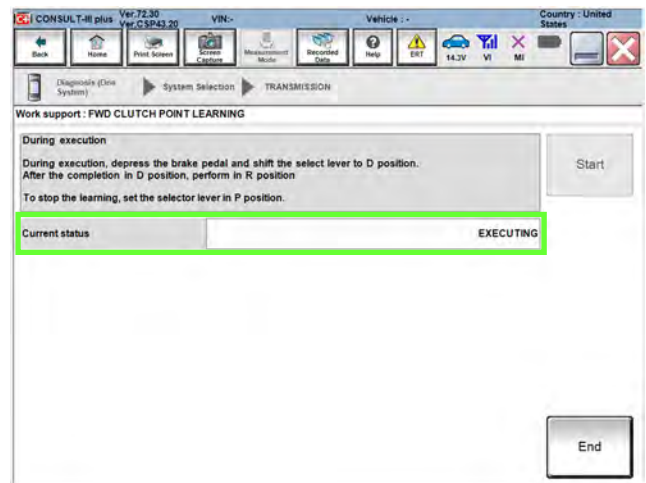 CONSULT-III plus
Ver.72.30
Ver.CSP43.20
VIN:-
Vehicle : -
Country : United
States
Back
Home
Print Screen
Screen
Capture
Measurement
Mode
Recorded
Data
Help
ERT
14.3V
VI
MI
Diagnosis (One
System)
System Selection
TRANSMISSION
Work support : FWD CLUTCH POINT LEARNING
During execution
During execution, depress the brake pedal and shift the select lever to D position.
After the completion in D position, perform in R position
To stop the learning, set the selector lever in P position.
Start
Current status
EXECUTING
End